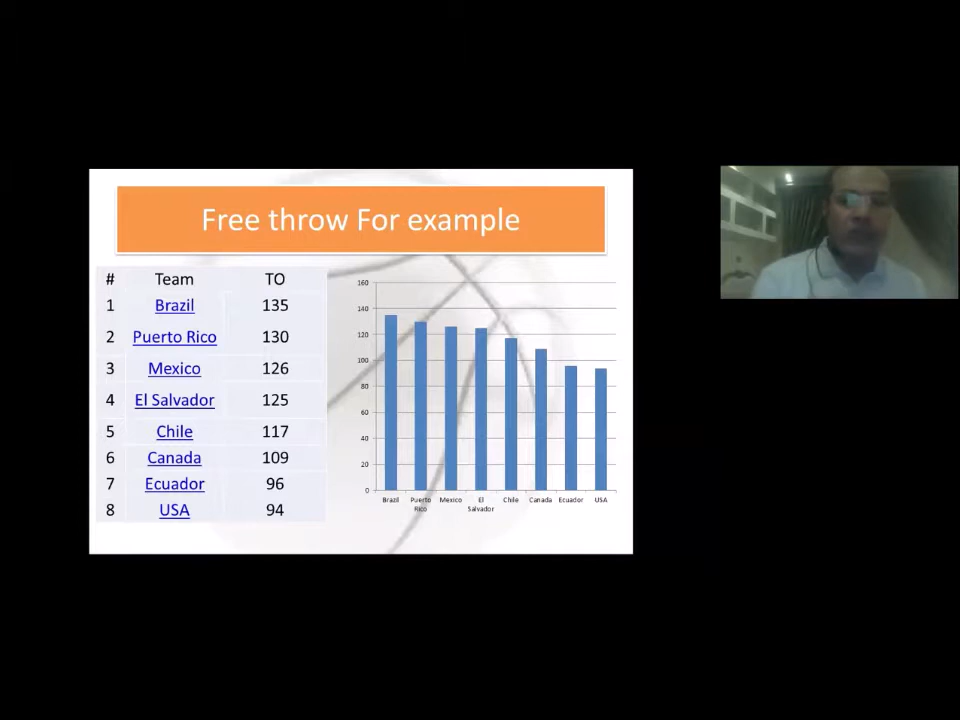 Free throw For example
# Team TO
1 Brazil 135
2 Puerto Rico 130
3 Mexico 126
4 El Salvador 125
5 Chile 117
6 Canada 109
7 Ecuador 96
8 USA 94
160
140
120
100
80
60
40
20
0
Brazil Puerto Rico Mexico El Salvador Chile Canada Ecuador USA